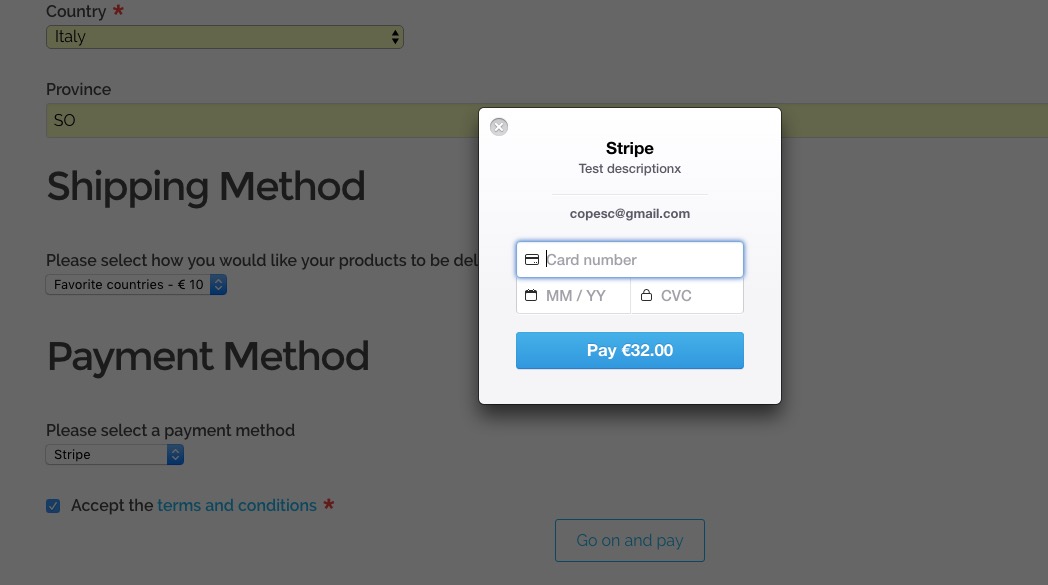 Country *
Italy
Province
SO
Shipping Method
Please select how you would like your products to be del
Favorite countries - € 10
Payment Method
Please select a payment method
Stripe
Accept the terms and conditions *
Go on and pay
Stripe
Test descriptionx
copesc@gmail.com
Card number
MM / YY
CVC
Pay €32.00